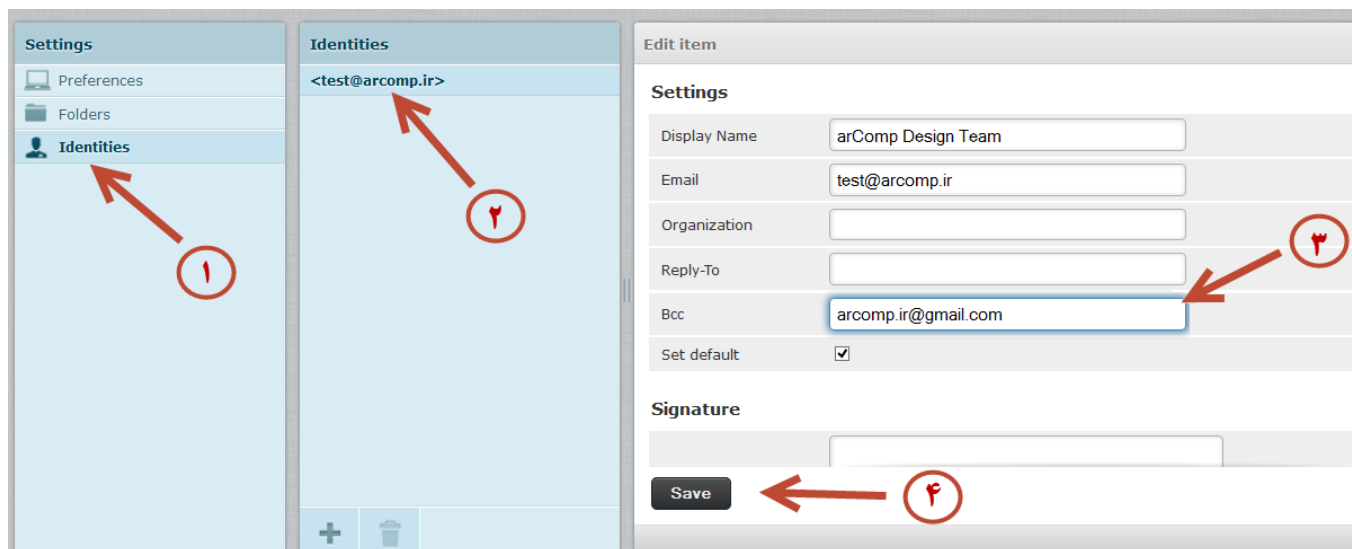 Settings
Preferences
Folders
Identities
۱
Identities
<test@arcomp.ir>
۲
Edit item
Settings
Display Name arComp Design Team
Email test@arcomp.ir
Organization
Reply-To
۳
Bcc arcomp.ir@gmail.com
Set default
Signature
Save
۴